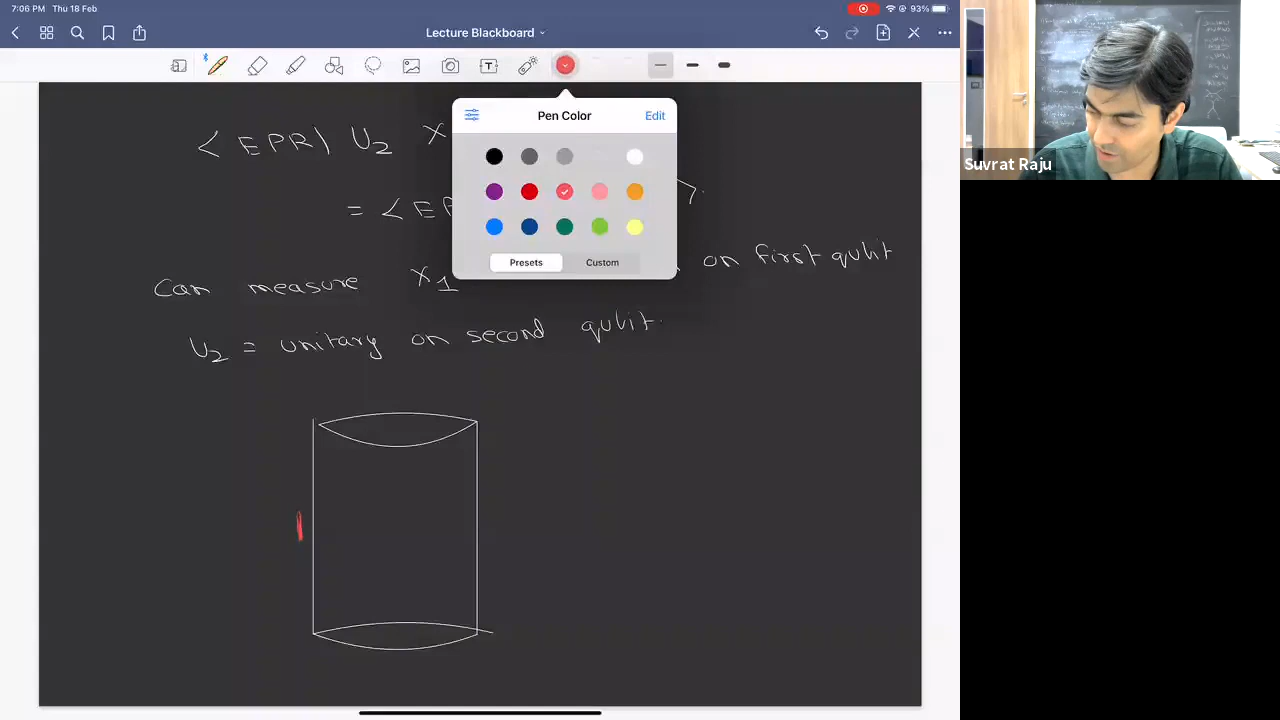 7:06 PM Thu 18 Feb 93%
Lecture Blackboard
T
Pen Color Edit
Presets Custom
< EPR| U2 X
= < EP >.
Can measure X1 on first qubit
U2 = unitary on second qubit.
Suvrat Raju